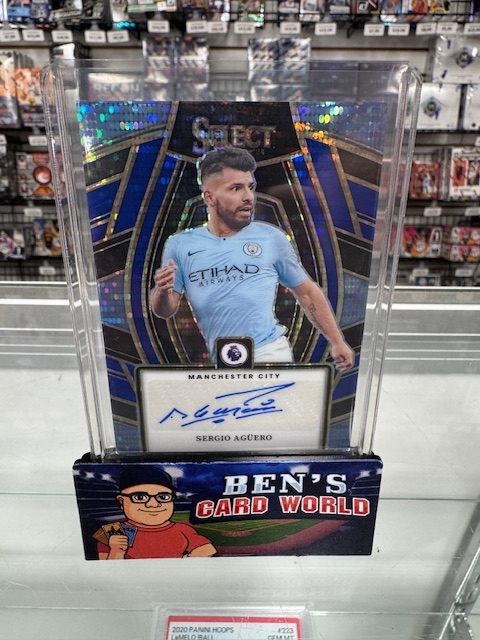 SELECT
ETIHAD
AIRWAYS
MANCHESTER CITY
SERGIO AGÜERO
BEN'S
CARD WORLD
2020 PANINI HOOPS #223
LaMELO BALL GEM MT